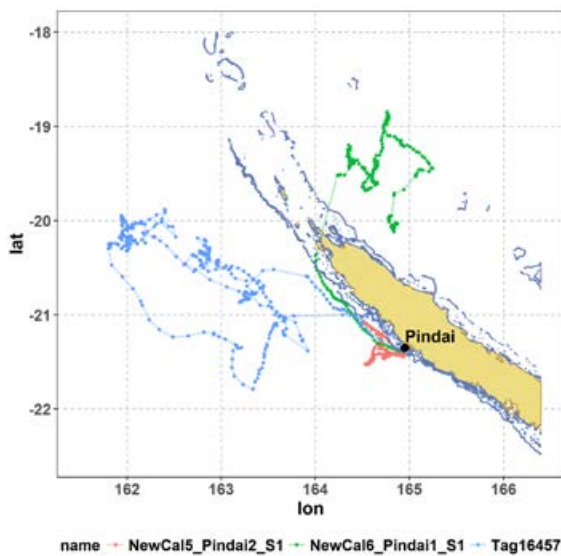 -18
-19
-20
-21
-22
lat
Pindai
162 163 164 165 166
lon
name NewCal5_Pindai2_S1 NewCal6_Pindai1_S1 Tag16457